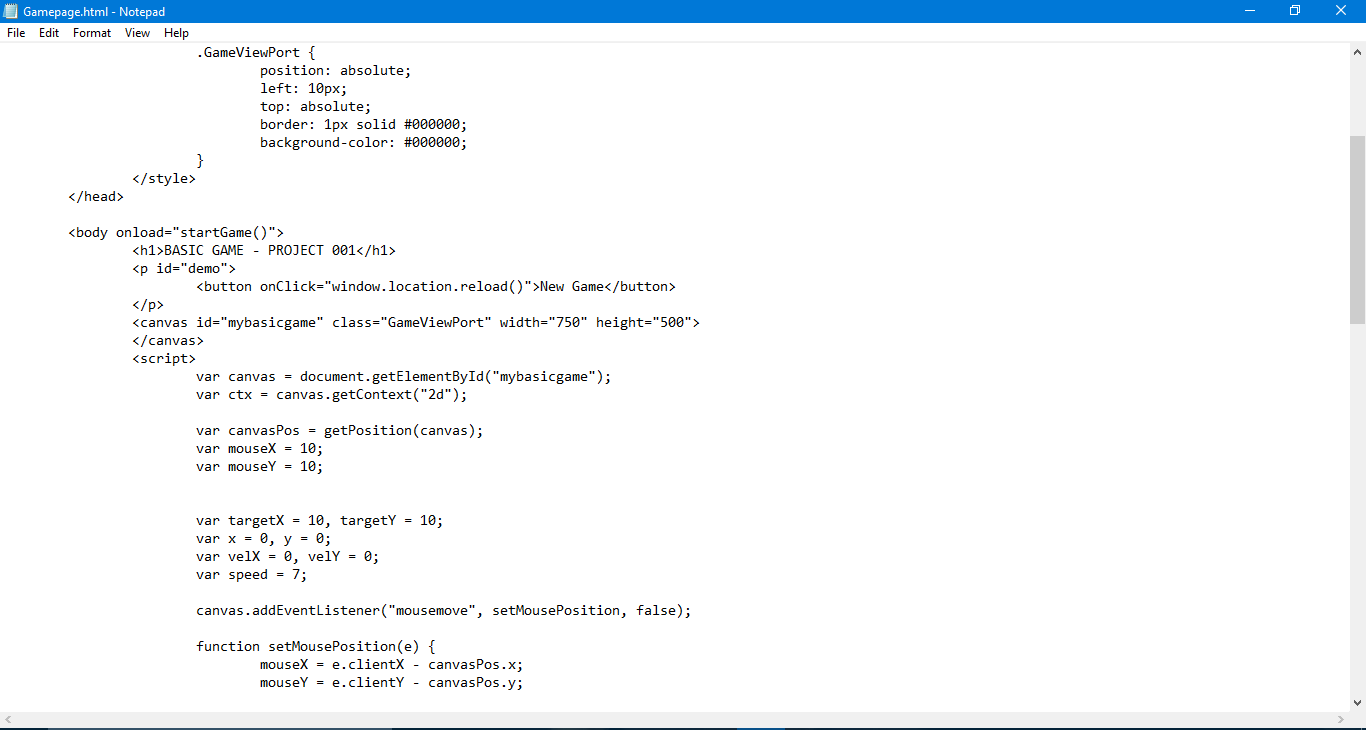 Gamepage.html - Notepad
File Edit Format View Help
.GameViewPort {
position: absolute;
left: 10px;
top: absolute;
border: 1px solid #000000;
background-color: #000000;
}
</style>
</head>
<body onload="startGame()">
<h1>BASIC GAME - PROJECT 001</h1>
<p id="demo">
<button onClick="window.location.reload()">New Game</button>
</p>
<canvas id="mybasicgame" class="GameViewPort" width="750" height="500">
</canvas>
<script>
var canvas = document.getElementById("mybasicgame");
var ctx = canvas.getContext("2d");
var canvasPos = getPosition(canvas);
var mouseX = 10;
var mouseY = 10;
var targetX = 10, targetY = 10;
var x = 0, y = 0;
var velX = 0, velY = 0;
var speed = 7;
canvas.addEventListener("mousemove", setMousePosition, false);
function setMousePosition(e) {
mouseX = e.clientX - canvasPos.x;
mouseY = e.clientY - canvasPos.y;